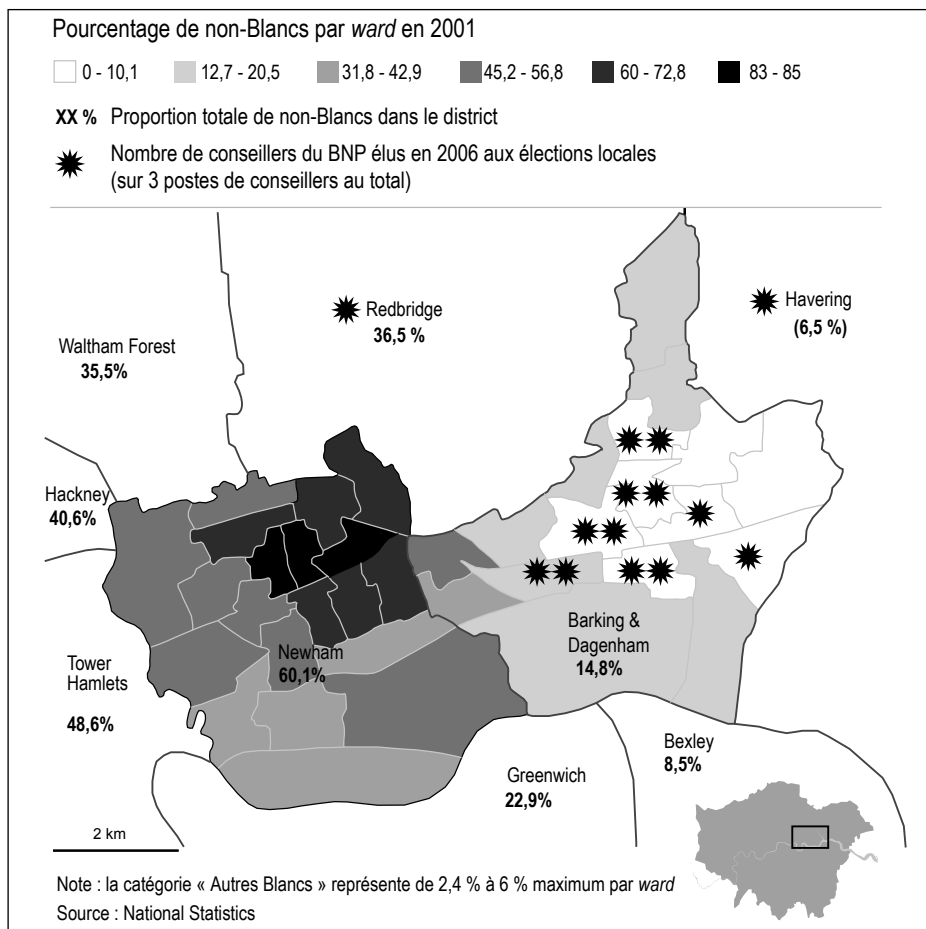 Pourcentage de non-Blancs par ward en 2001
0 - 10,1 12,7 - 20,5 31,8 - 42,9 45,2 - 56,8 60 - 72,8 83 - 85
XX % Proportion totale de non-Blancs dans le district
Nombre de conseillers du BNP élus en 2006 aux élections locales
(sur 3 postes de conseillers au total)
Redbridge
36,5 %
Havering
(6,5 %)
Waltham Forest
35,5%
Hackney
40,6%
Barking &
Dagenham
14,8%
Newham
60,1%
Tower
Hamlets
48,6%
Bexley
8,5%
Greenwich
22,9%
2 km
Note : la catégorie « Autres Blancs » représente de 2,4 % à 6 % maximum par ward
Source : National Statistics